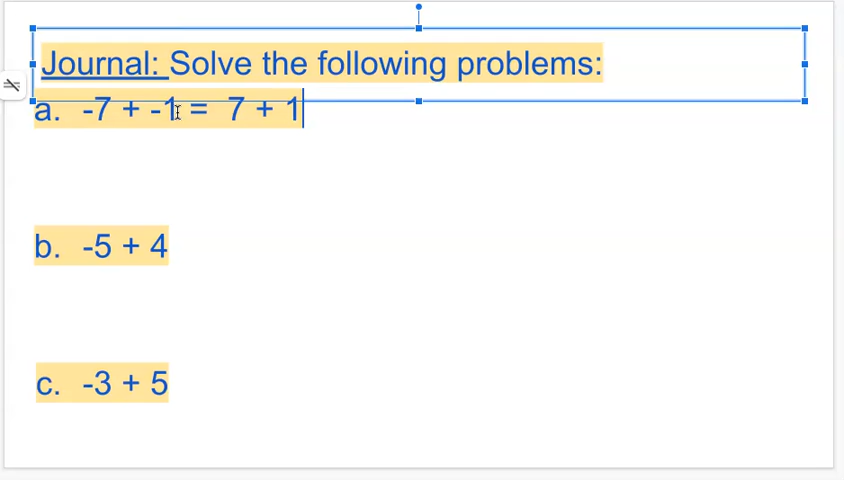 Journal: Solve the following problems:
a. -7 + -1 = 7 + 1
b. -5 + 4
c. -3 + 5